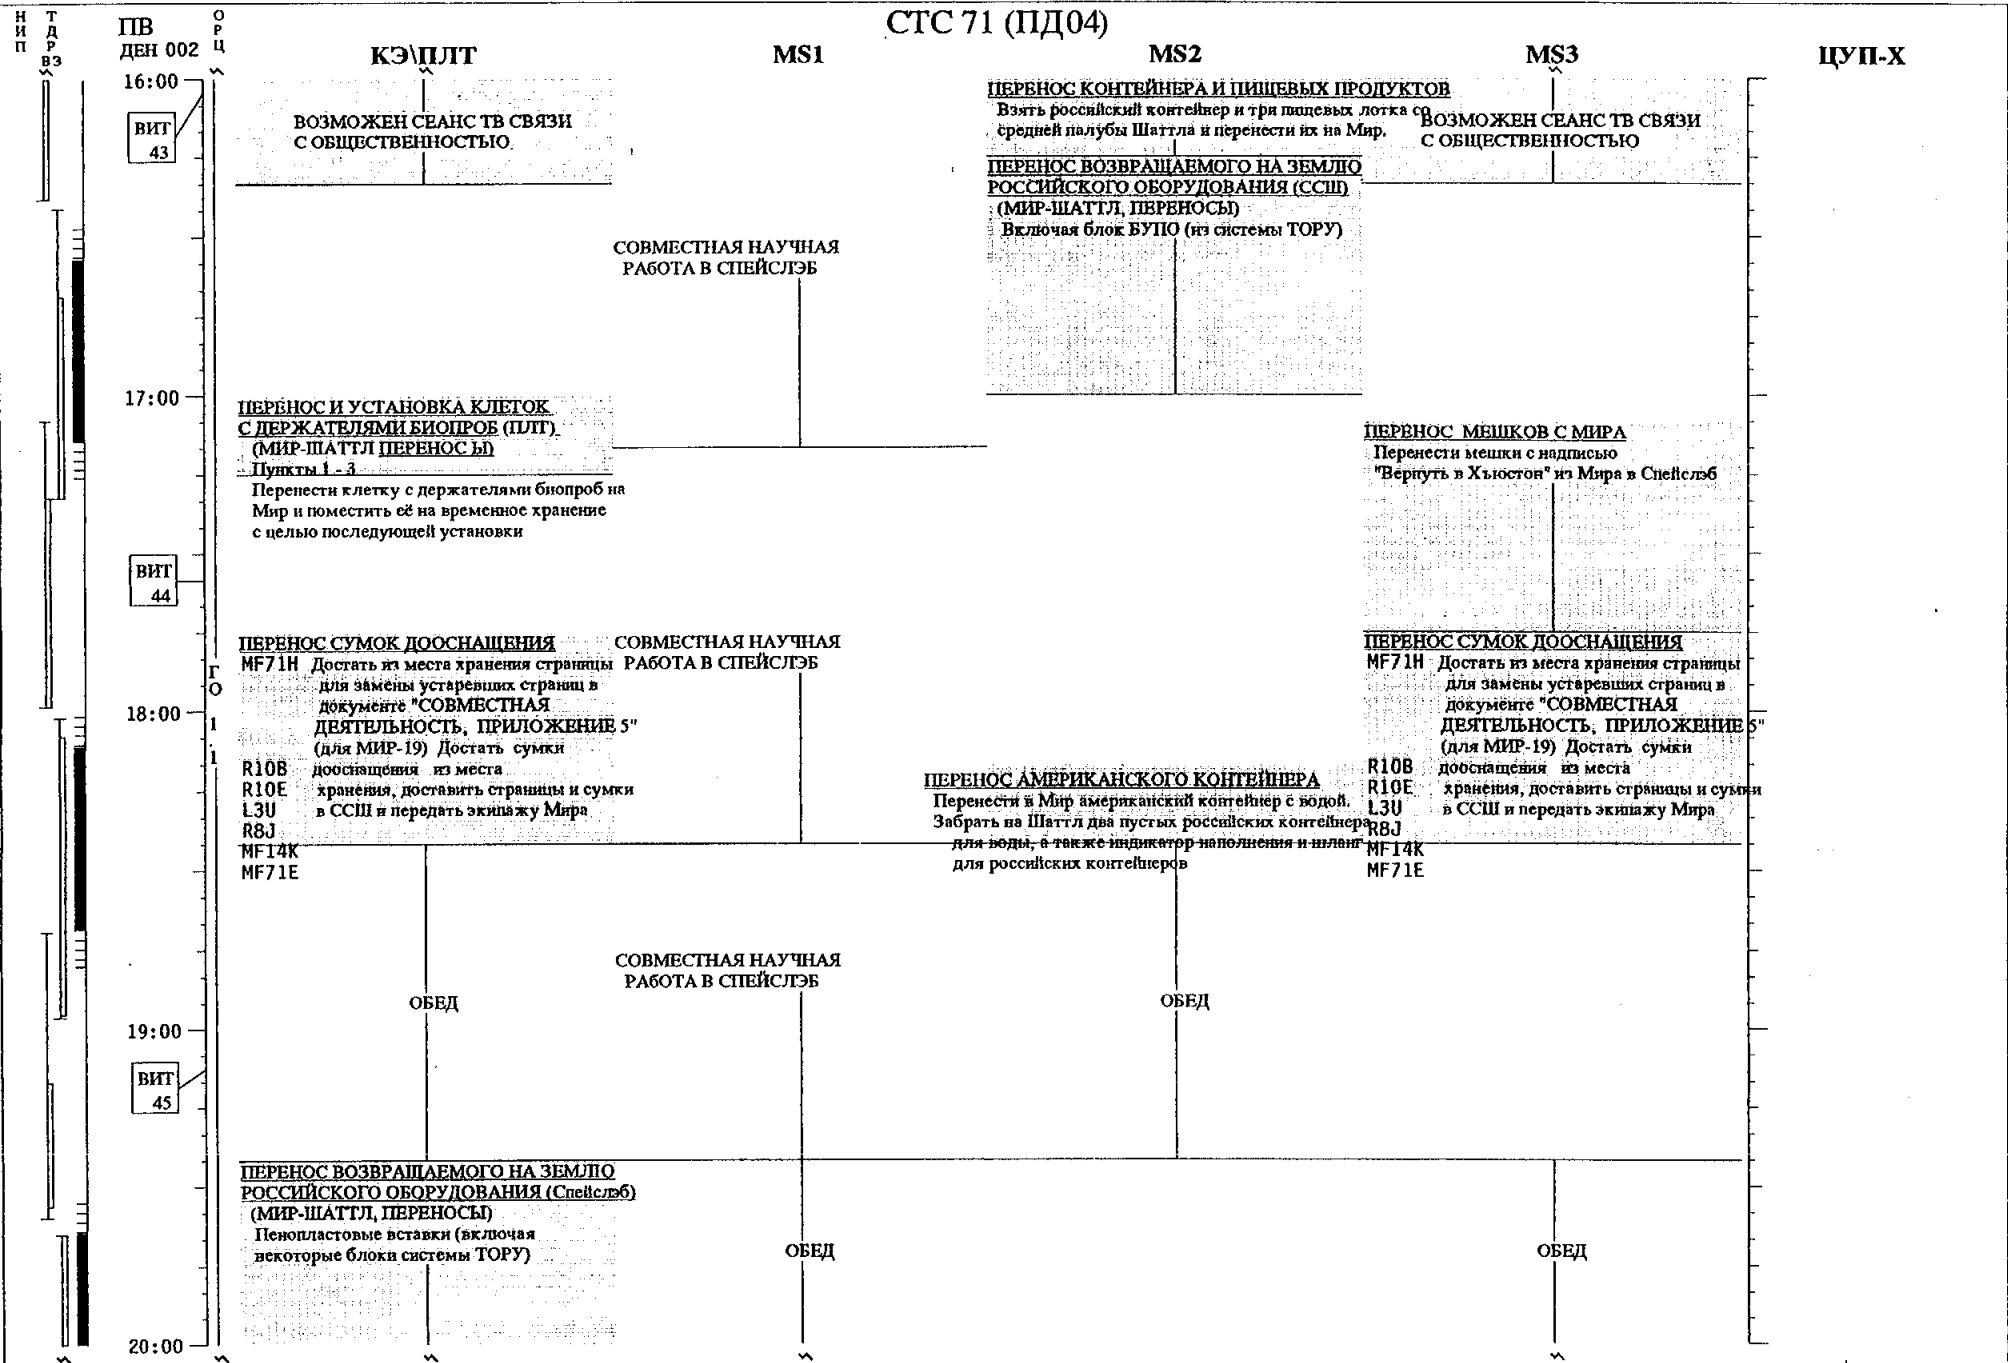 СТС 71 (ПД04)
НИП
ТДР
ВЗ
ПВ
ДЕН 002
ОРЦ
КЭ\ПЛТ
MS1
MS2
MS3
ЦУП-Х
16:00
ВИТ
43
ВОЗМОЖЕН СЕАНС ТВ СВЯЗИ
С ОБЩЕСТВЕННОСТЬЮ
ПЕРЕНОС КОНТЕЙНЕРА И ПИЩЕВЫХ ПРОДУКТОВ
Взять российский контейнер и три пищевых лотка со
средней палубы Шаттла и перенести их на Мир.
ВОЗМОЖЕН СЕАНС ТВ СВЯЗИ
С ОБЩЕСТВЕННОСТЬЮ
ПЕРЕНОС ВОЗВРАЩАЕМОГО НА ЗЕМЛЮ
РОССИЙСКОГО ОБОРУДОВАНИЯ (ССШ)
(МИР-ШАТТЛ, ПЕРЕНОСЫ)
Включая блок БУПО (из системы ТОРУ)
СОВМЕСТНАЯ НАУЧНАЯ
РАБОТА В СПЕЙСЛЭБ
17:00
ПЕРЕНОС И УСТАНОВКА КЛЕТОК
С ДЕРЖАТЕЛЯМИ БИОПРОБ (ПЛТ)
(МИР-ШАТТЛ ПЕРЕНОС Ы)
Пункты 1 - 3
Перенести клетку с держателями биопроб на
Мир и поместить её на временное хранение
с целью последующей установки
ПЕРЕНОС МЕШКОВ С МИРА
Перенести мешки с надписью
"Вернуть в Хъюстон" из Мира в Спейслэб
ВИТ
44
ПЕРЕНОС СУМОК ДООСНАЩЕНИЯ
MF71H Достать из места хранения страницы
для замены устаревших страниц в
документе "СОВМЕСТНАЯ
ДЕЯТЕЛЬНОСТЬ, ПРИЛОЖЕНИЕ 5"
(для МИР-19) Достать сумки
R10B дооснащения из места
R10E хранения, доставить страницы и сумки
L3U в ССШ и передать экипажу Мира
R8J
MF14K
MF71E
СОВМЕСТНАЯ НАУЧНАЯ
РАБОТА В СПЕЙСЛЭБ
ПЕРЕНОС АМЕРИКАНСКОГО КОНТЕЙНЕРА
Перенести в Мир американский контейнер с водой.
Забрать на Шаттл два пустых российских контейнера
для воды, а также индикатор наполнения и шланг
для российских контейнеров
ПЕРЕНОС СУМОК ДООСНАЩЕНИЯ
MF71H Достать из места хранения страницы
для замены устаревших страниц в
документе "СОВМЕСТНАЯ
ДЕЯТЕЛЬНОСТЬ, ПРИЛОЖЕНИЕ 5"
(для МИР-19) Достать сумки
R10B дооснащения из места
R10E хранения, доставить страницы и сумки
L3U в ССШ и передать экипажу Мира
R8J
MF14K
MF71E
ГО 1 1
18:00
СОВМЕСТНАЯ НАУЧНАЯ
РАБОТА В СПЕЙСЛЭБ
ОБЕД
ОБЕД
19:00
ВИТ
45
ПЕРЕНОС ВОЗВРАЩАЕМОГО НА ЗЕМЛЮ
РОССИЙСКОГО ОБОРУДОВАНИЯ (Спейслэб)
(МИР-ШАТТЛ, ПЕРЕНОСЫ)
Пенопластовые вставки (включая
некоторые блоки системы ТОРУ)
ОБЕД
ОБЕД
20:00